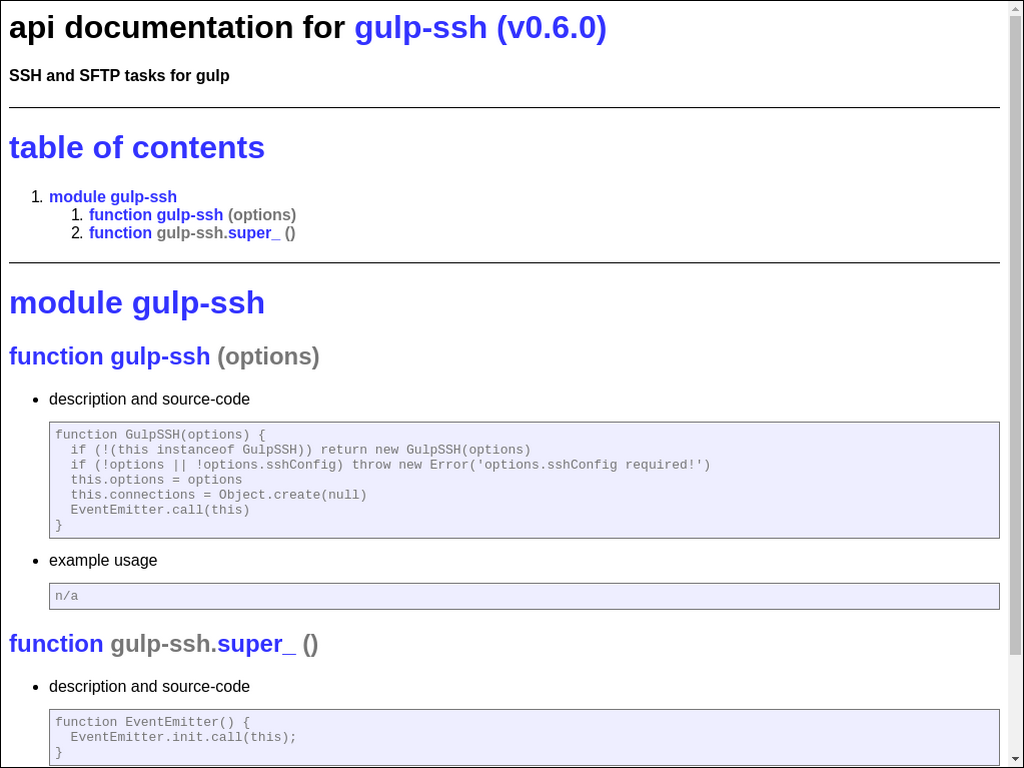 api documentation for gulp-ssh (v0.6.0)
SSH and SFTP tasks for gulp
table of contents
1. module gulp-ssh
1. function gulp-ssh (options)
2. function gulp-ssh.super_ ()
module gulp-ssh
function gulp-ssh (options)
• description and source-code
function GulpSSH(options) {
  if (!(this instanceof GulpSSH)) return new GulpSSH(options)
  if (!options || !options.sshConfig) throw new Error('options.sshConfig required!')
  this.options = options
  this.connections = Object.create(null)
  EventEmitter.call(this)
}
• example usage
n/a
function gulp-ssh.super_ ()
• description and source-code
function EventEmitter() {
  EventEmitter.init.call(this);
}